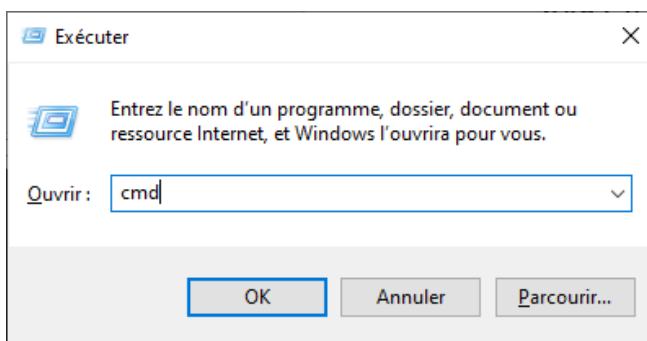 Exécuter
Entrez le nom d'un programme, dossier, document ou
ressource Internet, et Windows l'ouvrira pour vous.
Ouvrir : cmd
OK Annuler Parcourir...